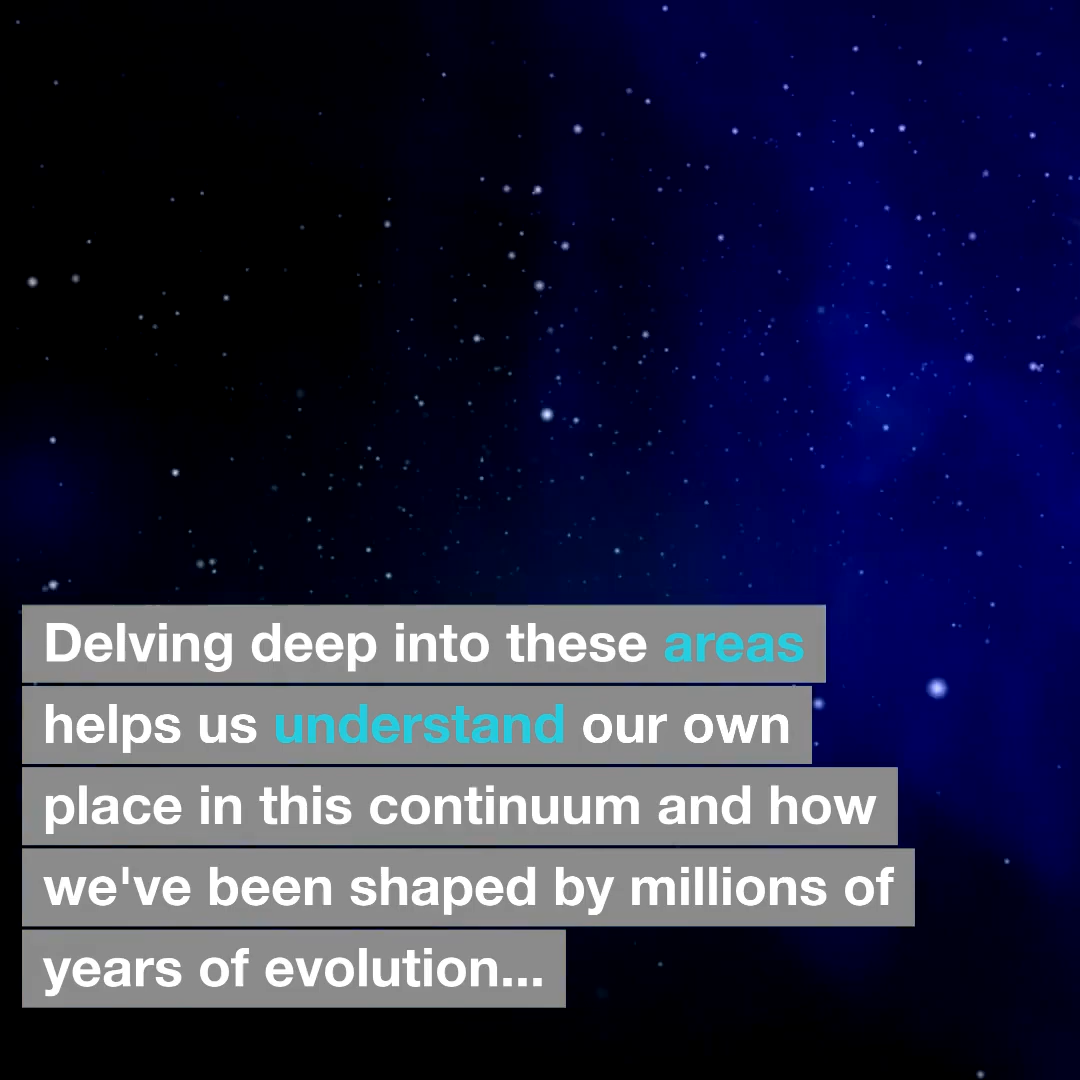 Delving deep into these areas
helps us understand our own
place in this continuum and how
we've been shaped by millions of
years of evolution...